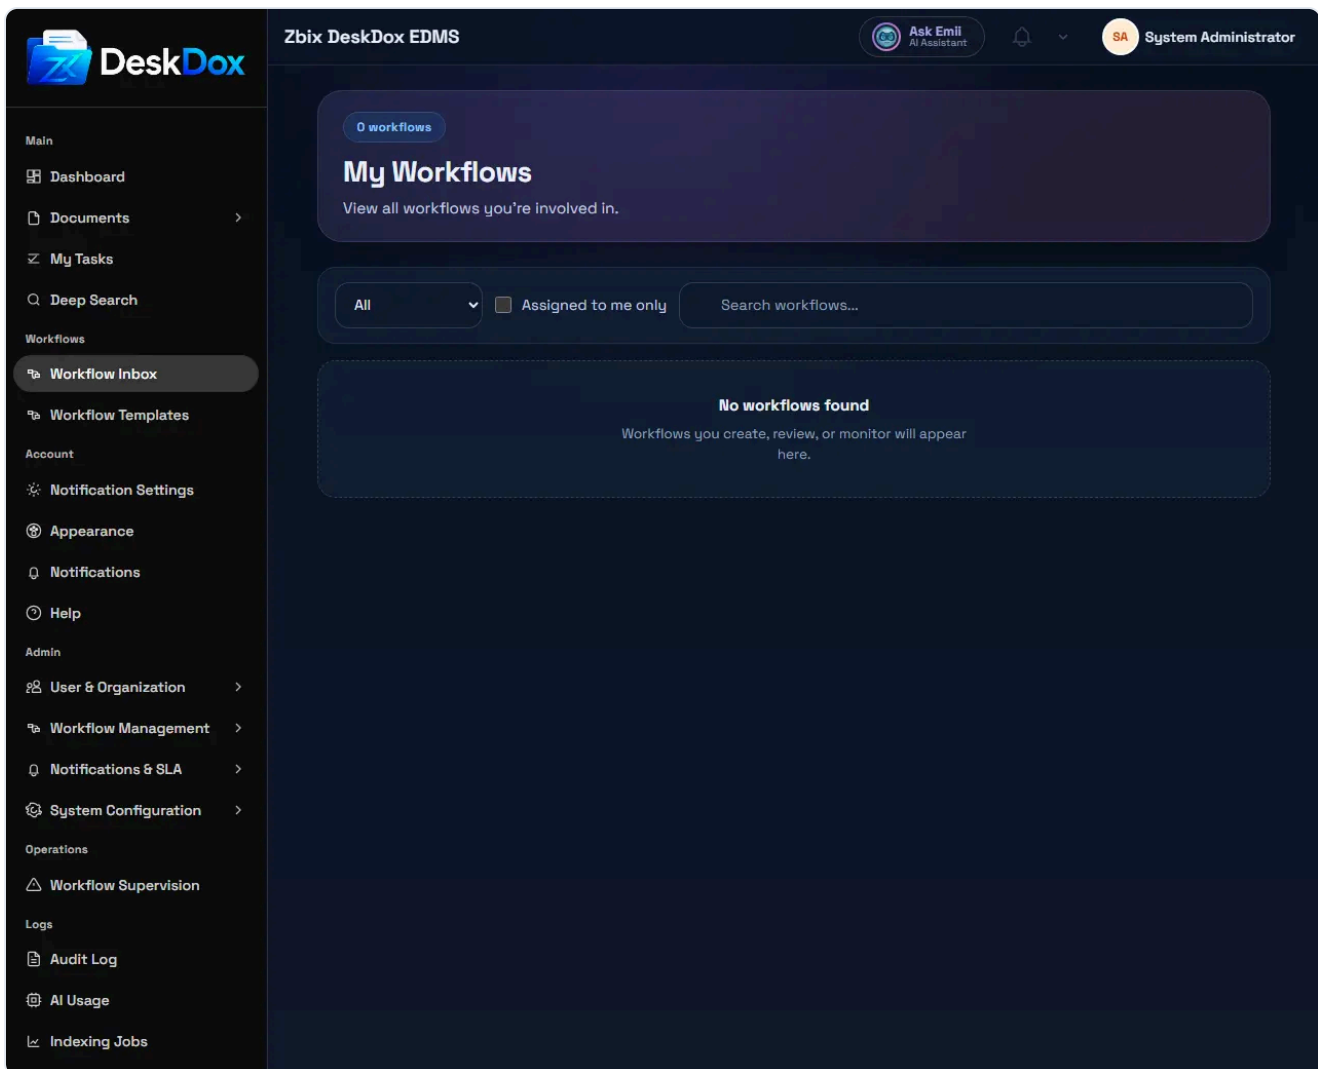 DeskDox
Main
Dashboard
Documents
My Tasks
Deep Search
Workflows
Workflow Inbox
Workflow Templates
Account
Notification Settings
Appearance
Notifications
Help
Admin
User & Organization
Workflow Management
Notifications & SLA
System Configuration
Operations
Workflow Supervision
Logs
Audit Log
AI Usage
Indexing Jobs
Zbix DeskDox EDMS
Ask Emii
AI Assistant
SA
System Administrator
0 workflows
My Workflows
View all workflows you're involved in.
All
Assigned to me only
Search workflows...
No workflows found
Workflows you create, review, or monitor will appear
here.